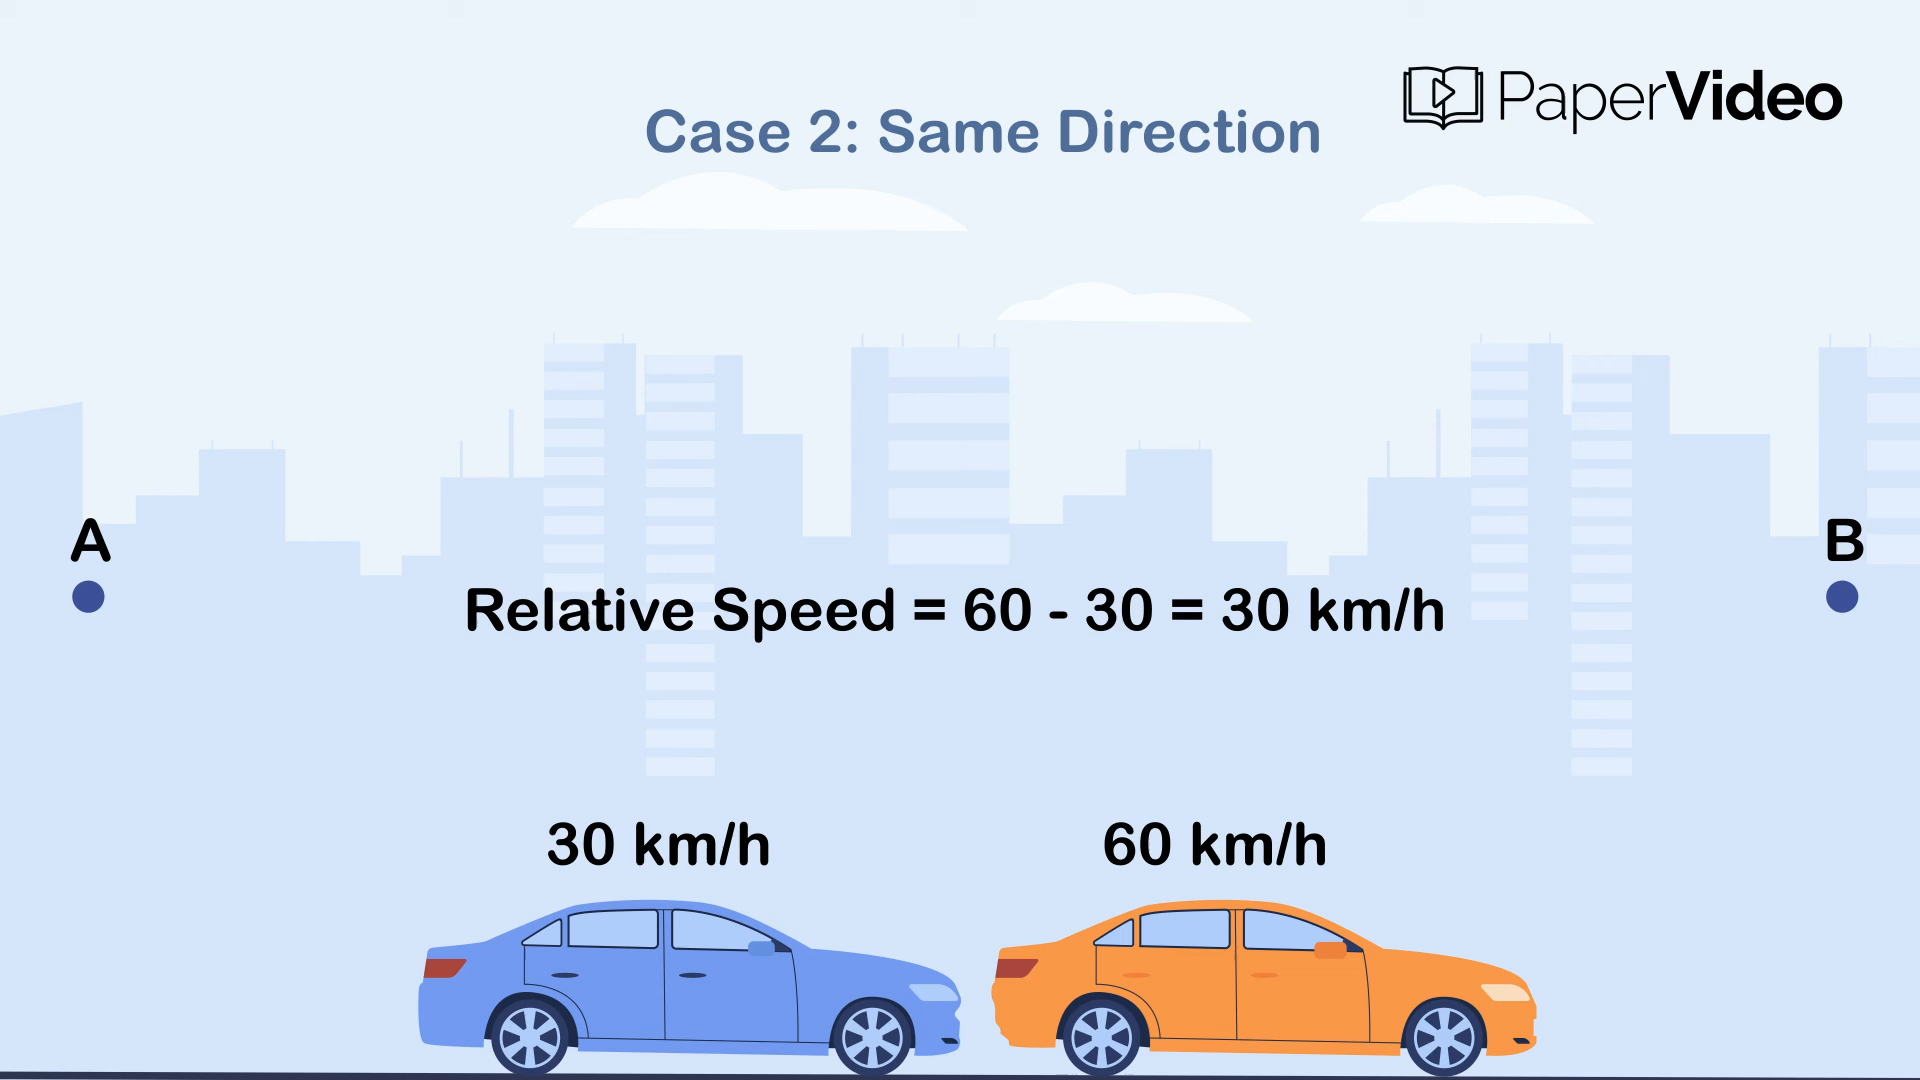 PaperVideo
Case 2: Same Direction
A
B
Relative Speed = 60 - 30 = 30 km/h
30 km/h
60 km/h